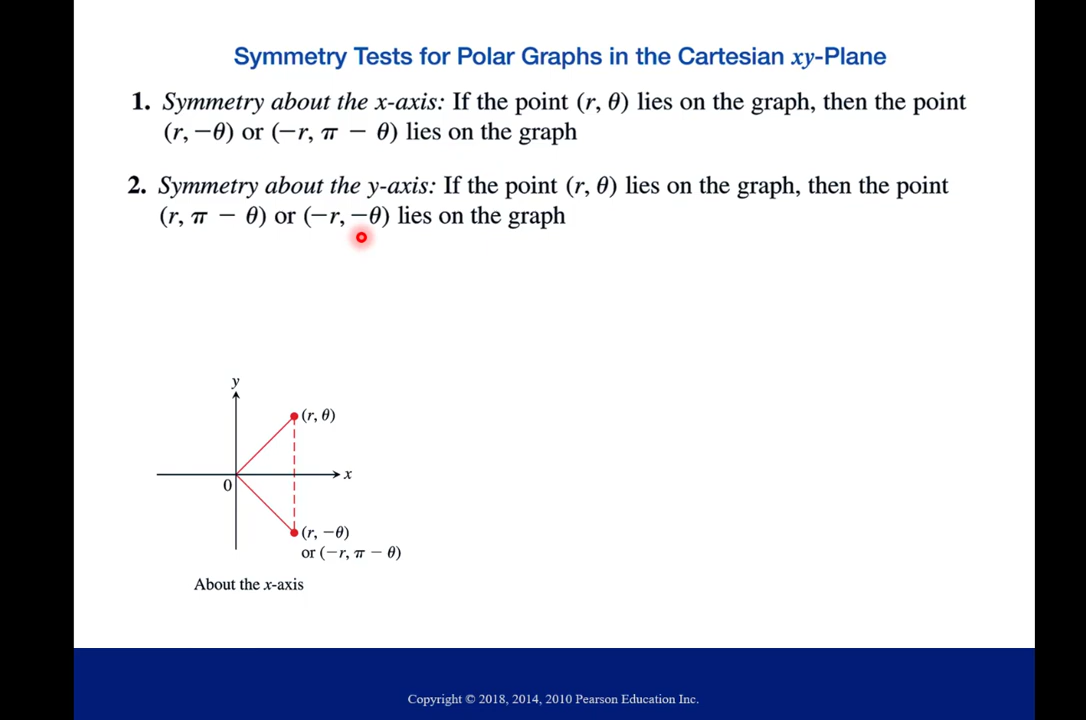 Symmetry Tests for Polar Graphs in the Cartesian xy-Plane
1. Symmetry about the x-axis: If the point (r, θ) lies on the graph, then the point
(r, −θ) or (−r, π − θ) lies on the graph
2. Symmetry about the y-axis: If the point (r, θ) lies on the graph, then the point
(r, π − θ) or (−r, −θ) lies on the graph
y
(r, θ)
x
0
(r, −θ)
or (−r, π − θ)
About the x-axis
Copyright © 2018, 2014, 2010 Pearson Education Inc.